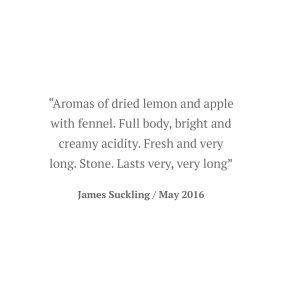 “Aromas of dried lemon and apple
with fennel. Full body, bright and
creamy acidity. Fresh and very
long. Stone. Lasts very, very long”
James Suckling / May 2016